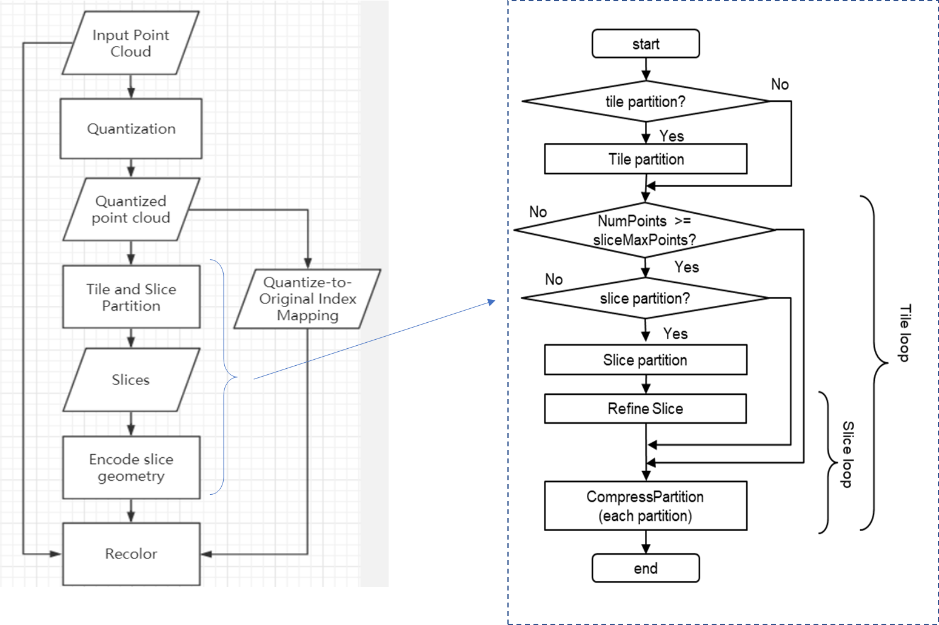 Input Point
Cloud
Quantization
Quantized
point cloud
Tile and Slice
Partition
Quantize-to-
Original Index
Mapping
Slices
Encode slice
geometry
Recolor
start
tile partition?
No
Yes
Tile partition
No
NumPoints >=
sliceMaxPoints?
Yes
No
slice partition?
Yes
Slice partition
Refine Slice
CompressPartition
(each partition)
end
Tile loop
Slice loop